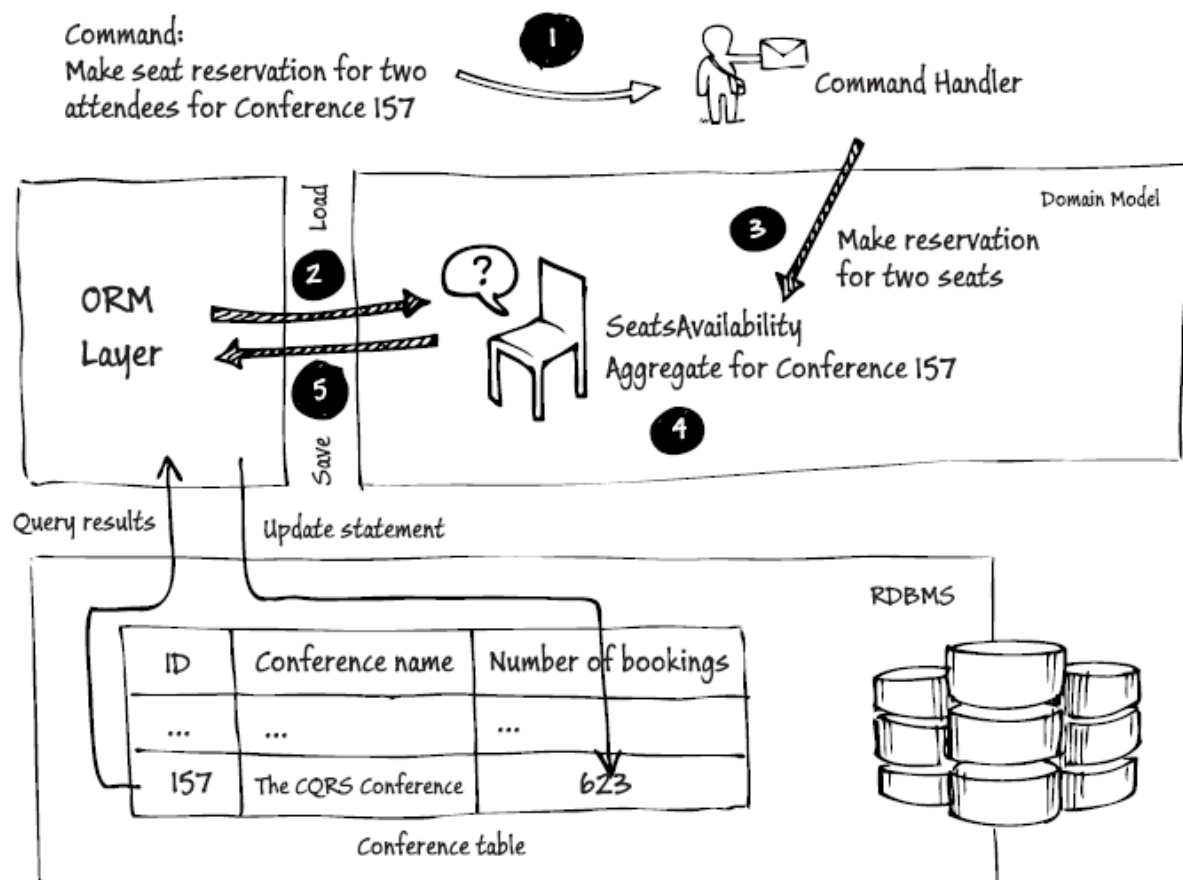 Command:
Make seat reservation for two
attendees for Conference 157
1
Command Handler
Load
Domain Model
3
Make reservation
for two seats
2
?
ORM
Layer
SeatsAvailability
Aggregate for Conference 157
5
4
Save
Query results
Update statement
RDBMS
ID Conference name Number of bookings
... ... ...
157 The CQRS Conference 623
Conference table